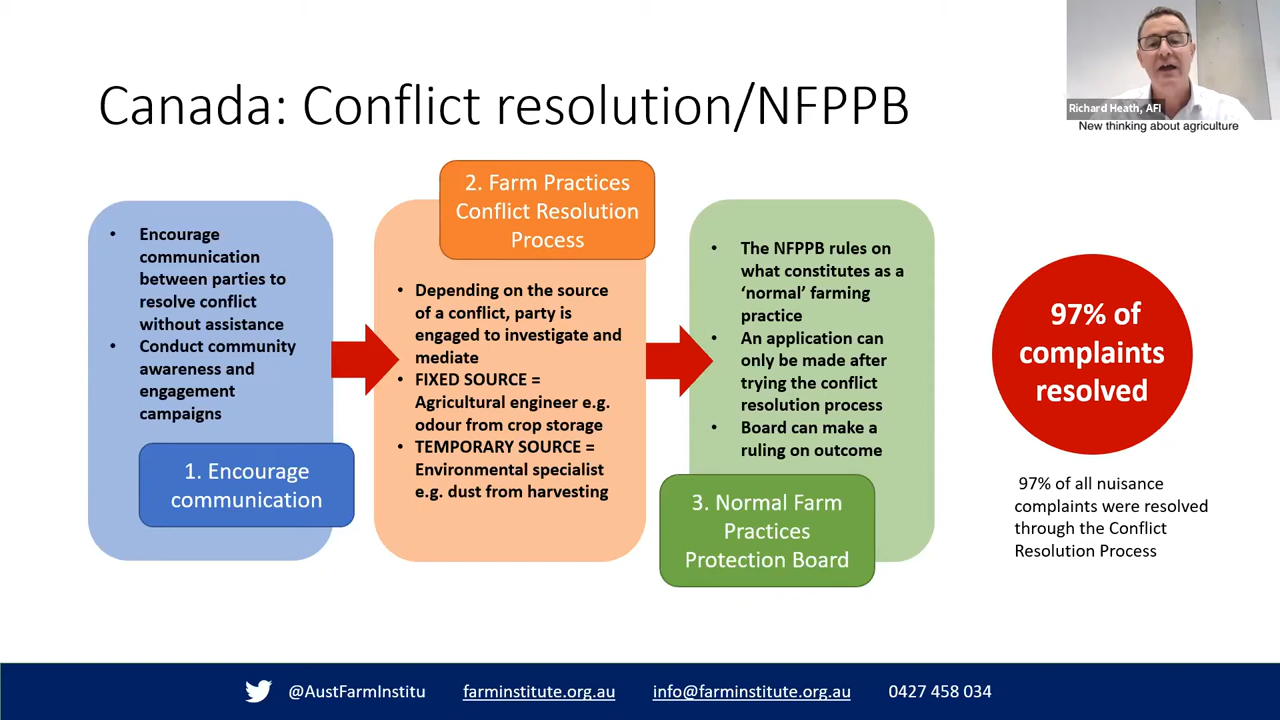 Canada: Conflict resolution/NFPPB
Richard Heath, AFI
New thinking about agriculture
• Encourage
communication
between parties to
resolve conflict
without assistance
• Conduct community
awareness and
engagement
campaigns
1. Encourage
communication
2. Farm Practices
Conflict Resolution
Process
• Depending on the source
of a conflict, party is
engaged to investigate and
mediate
• FIXED SOURCE =
Agricultural engineer e.g.
odour from crop storage
• TEMPORARY SOURCE =
Environmental specialist
e.g. dust from harvesting
• The NFPPB rules on
what constitutes as a
‘normal’ farming
practice
• An application can
only be made after
trying the conflict
resolution process
• Board can make a
ruling on outcome
3. Normal Farm
Practices
Protection Board
97% of
complaints
resolved
97% of all nuisance
complaints were resolved
through the Conflict
Resolution Process
@AustFarmInstitu farminstitute.org.au info@farminstitute.org.au 0427 458 034